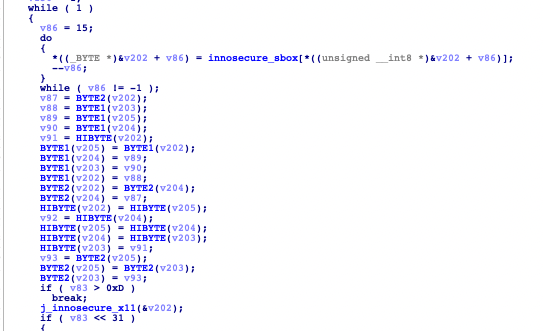 while ( 1 )
{
v86 = 15;
do
{
*((_BYTE *)&v202 + v86) = innosecure_sbox[*((unsigned __int8 *)&v202 + v86)];
--v86;
}
while ( v86 != -1 );
v87 = BYTE2(v202);
v88 = BYTE1(v203);
v89 = BYTE1(v205);
v90 = BYTE1(v204);
v91 = HIBYTE(v202);
BYTE1(v205) = BYTE1(v202);
BYTE1(v204) = v89;
BYTE1(v203) = v90;
BYTE1(v202) = v88;
BYTE2(v202) = BYTE2(v204);
BYTE2(v204) = v87;
HIBYTE(v202) = HIBYTE(v205);
v92 = HIBYTE(v204);
HIBYTE(v205) = HIBYTE(v204);
HIBYTE(v204) = HIBYTE(v203);
HIBYTE(v203) = v91;
v93 = BYTE2(v205);
BYTE2(v205) = BYTE2(v203);
BYTE2(v203) = v93;
if ( v83 > 0xD )
break;
j_innosecure_x11(&v202);
if ( v83 << 31 )
{